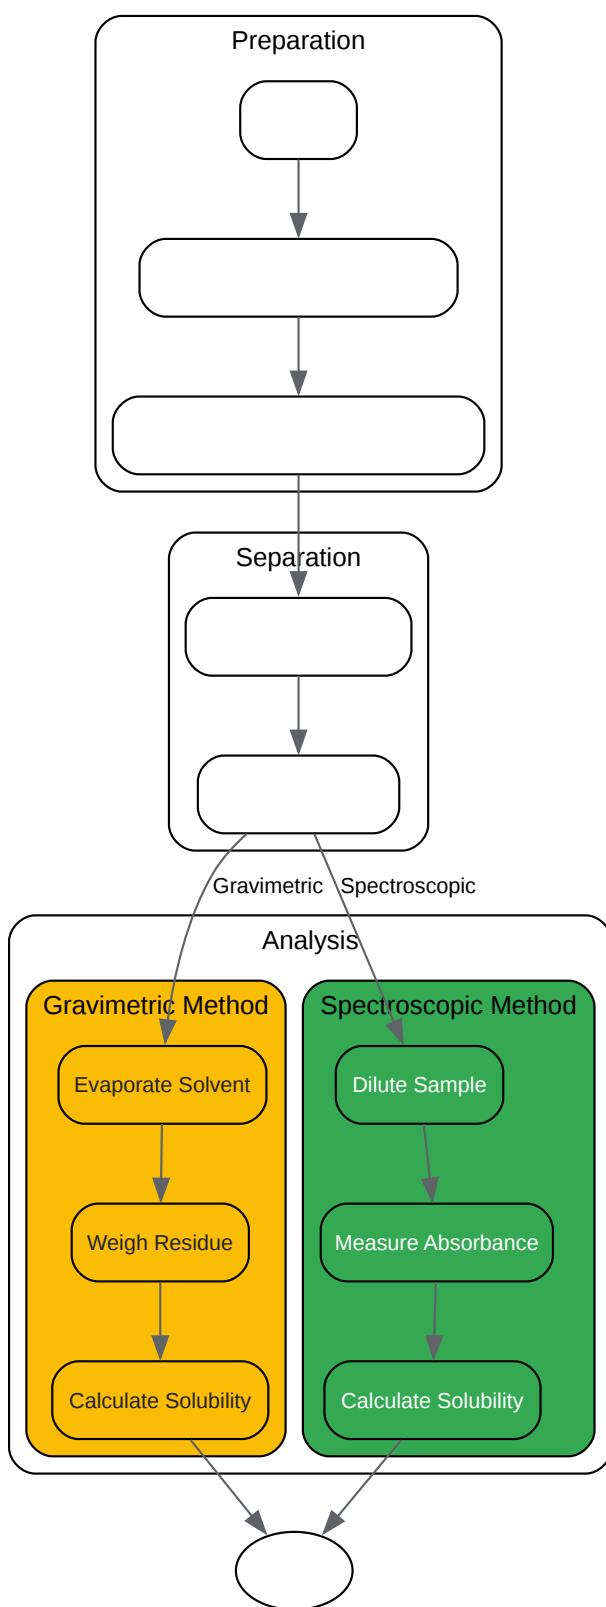 Preparation
Separation
Gravimetric
Spectroscopic
Analysis
Gravimetric Method
Spectroscopic Method
Evaporate Solvent
Dilute Sample
Weigh Residue
Measure Absorbance
Calculate Solubility
Calculate Solubility